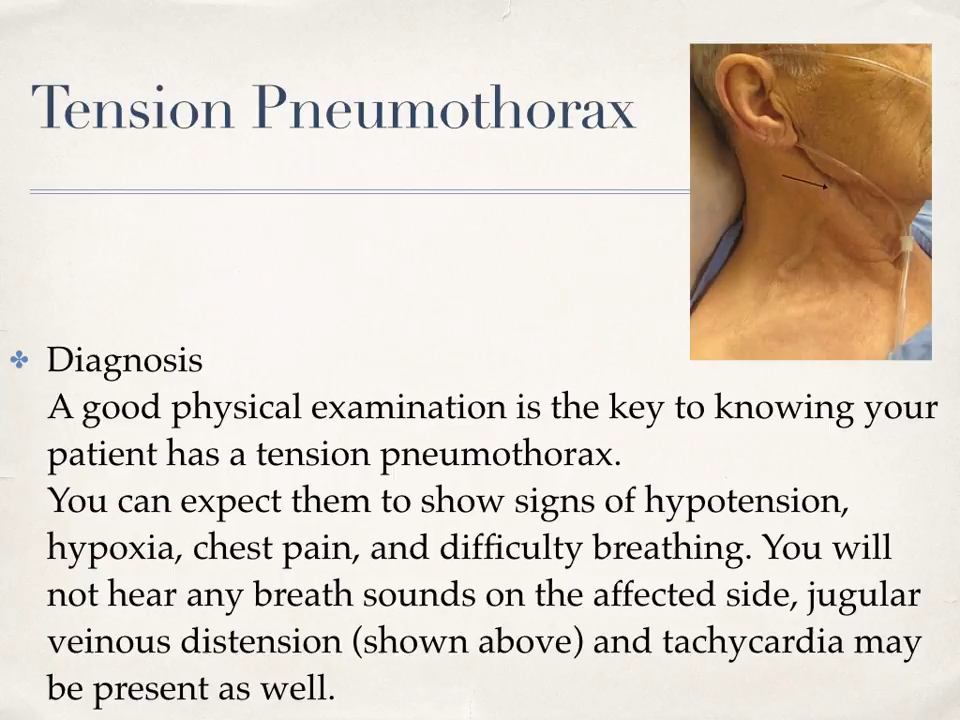 Tension Pneumothorax
Diagnosis
A good physical examination is the key to knowing your
patient has a tension pneumothorax.
You can expect them to show signs of hypotension,
hypoxia, chest pain, and difficulty breathing. You will
not hear any breath sounds on the affected side, jugular
veinous distension (shown above) and tachycardia may
be present as well.